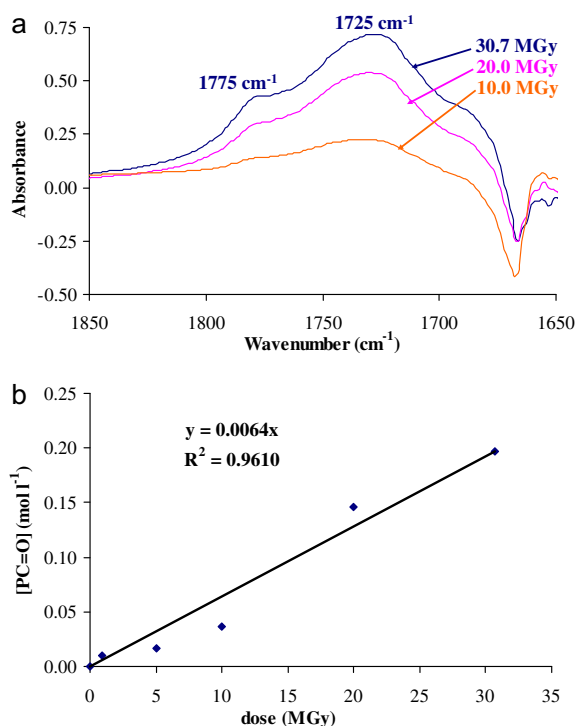 a
1725 cm⁻¹
1775 cm⁻¹
30.7 MGy
20.0 MGy
10.0 MGy
Absorbance
0.75
0.50
0.25
0.00
-0.25
-0.50
1850
1800
1750
1700
1650
Wavenumber (cm⁻¹)
b
y = 0.0064x
R² = 0.9610
[PC=O] (mol l⁻¹)
0.25
0.20
0.15
0.10
0.05
0.00
0
5
10
15
20
25
30
35
dose (MGy)